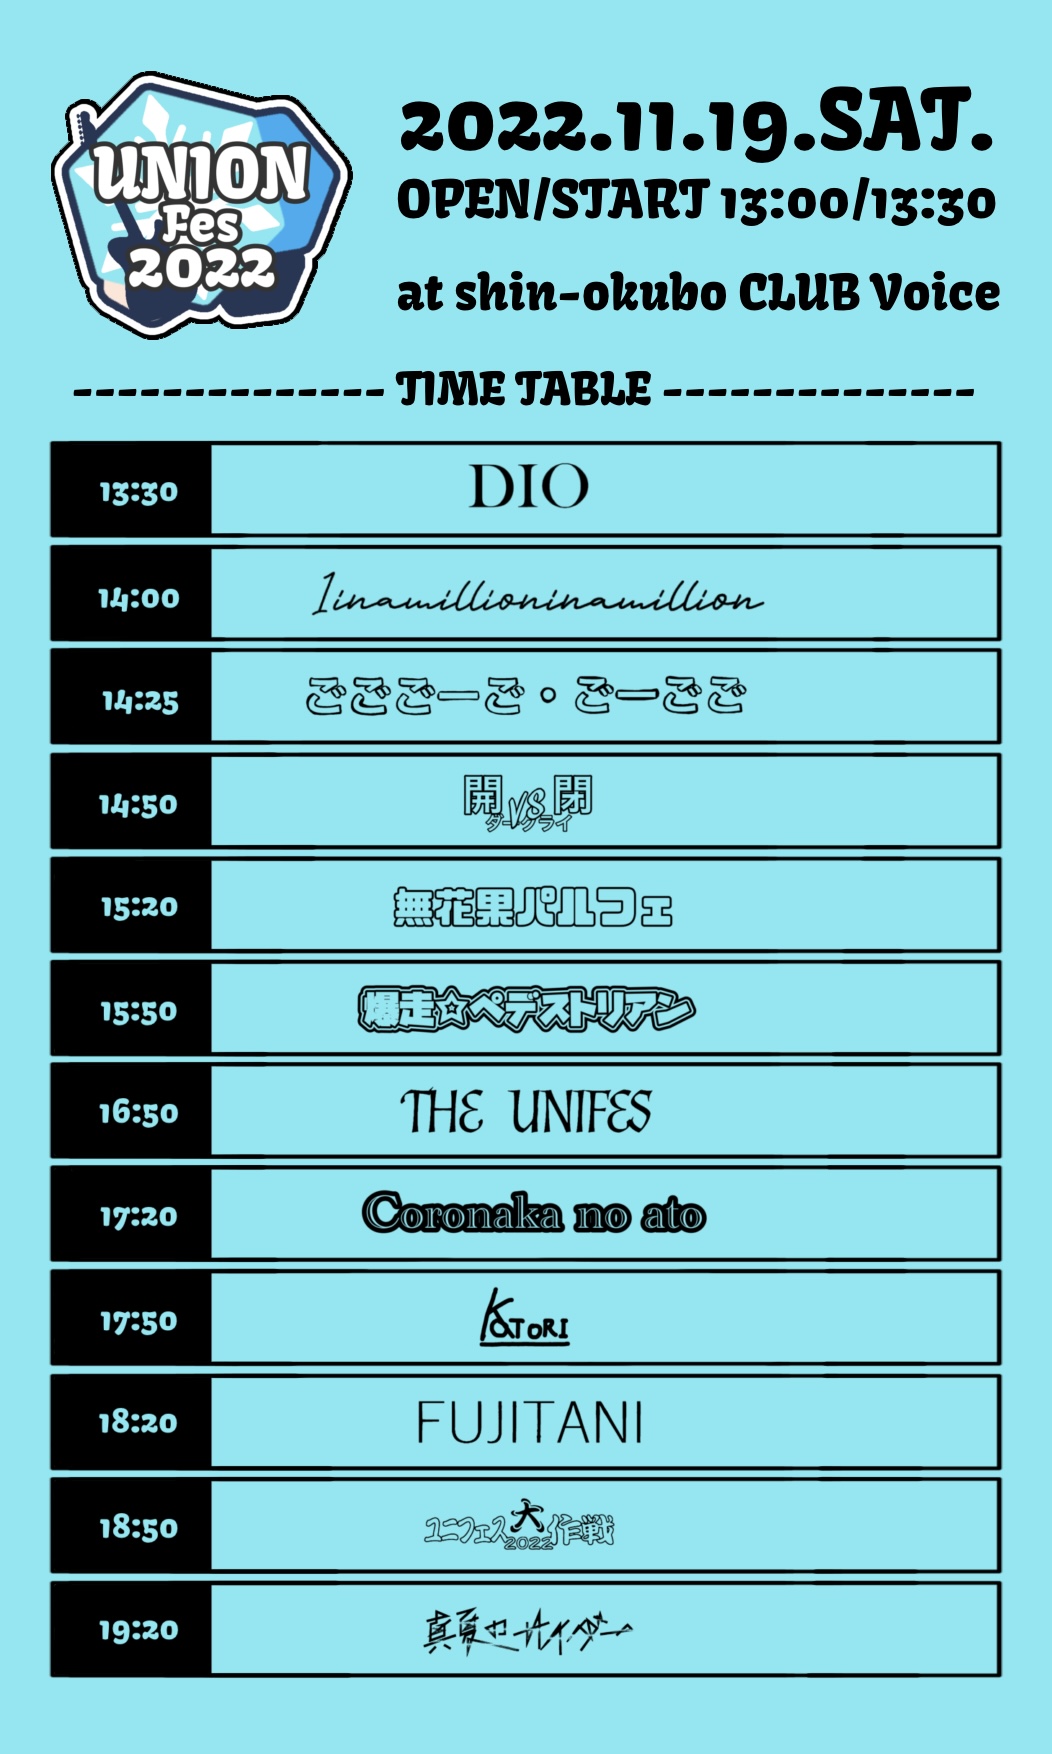 UNION
Fes
2022
2022.11.19.SAT.
OPEN/START 13:00/13:30
at shin-okubo CLUB Voice
-------------- TIME TABLE --------------
13:30 DIO
14:00 1inamillioninamillion
14:25 ごごごーご・ごーごご
14:50 開VS閉
ダークライ
15:20 無花果パルフェ
15:50 爆走☆ペデストリアン
16:50 THE UNIFES
17:20 Coronaka no ato
17:50 KOTORI
18:20 FUJITANI
18:50 ユニフェス大作戦
2022
19:20 真夏のサイダー